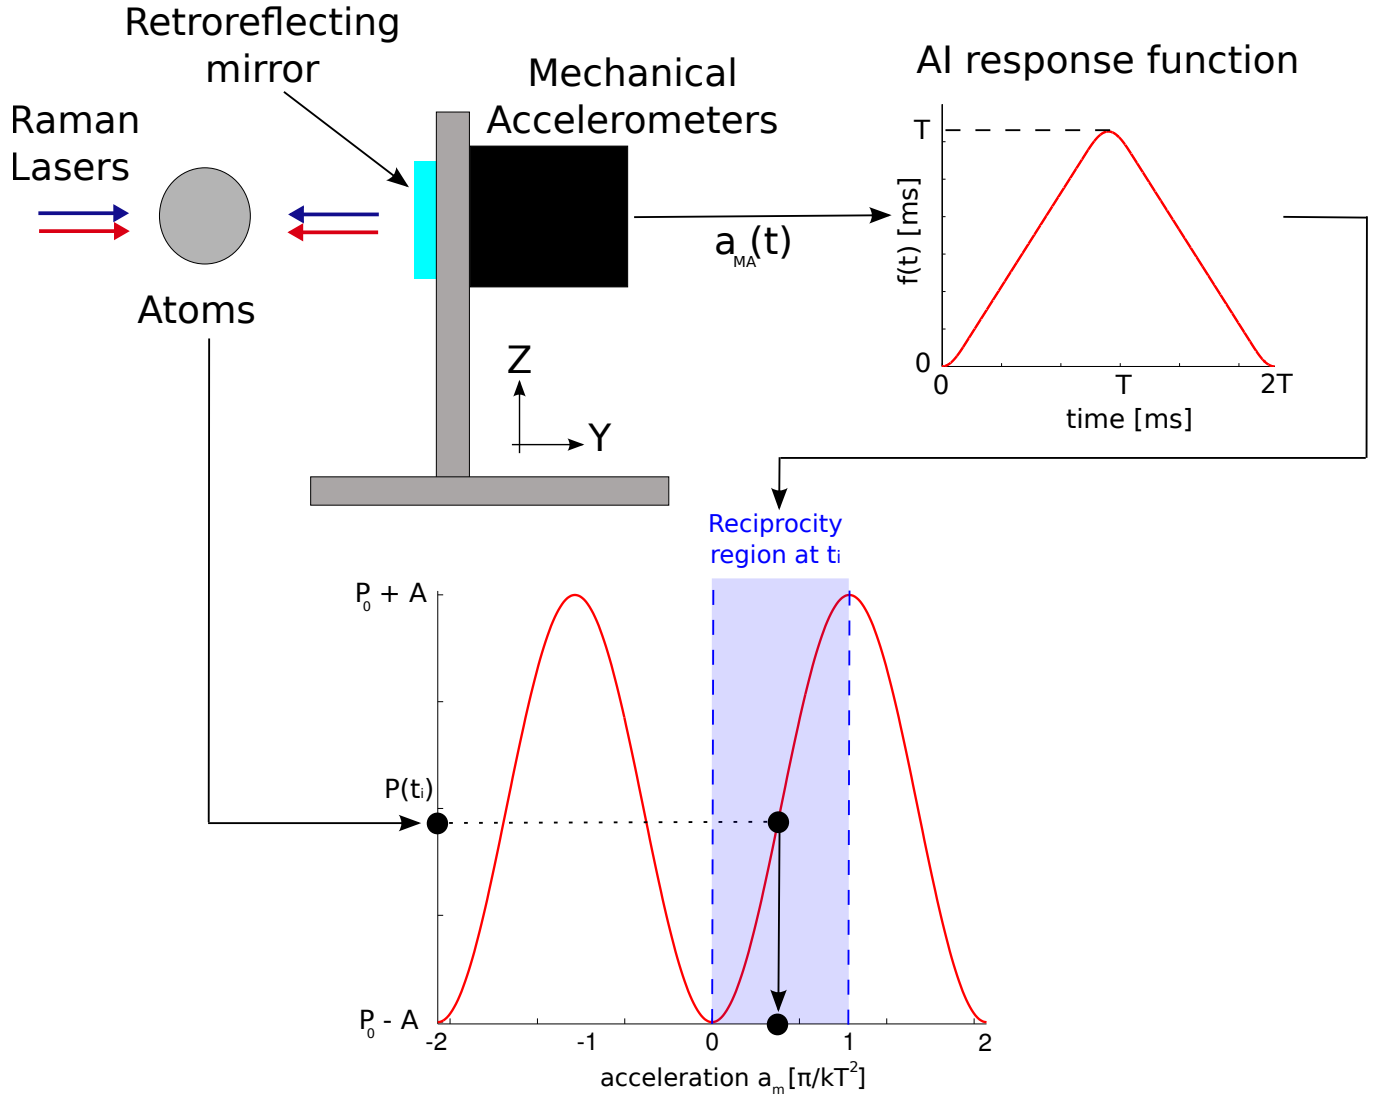 Retroreflecting
mirror
Raman
Lasers
Atoms
Mechanical
Accelerometers
a_MA(t)
Z
Y
AI response function
f(t) [ms]
T
0
0
T
2T
time [ms]
Reciprocity
region at tᵢ
P₀ + A
P(tᵢ)
P₀ - A
-2
-1
0
1
2
acceleration aₘ [π/kT²]